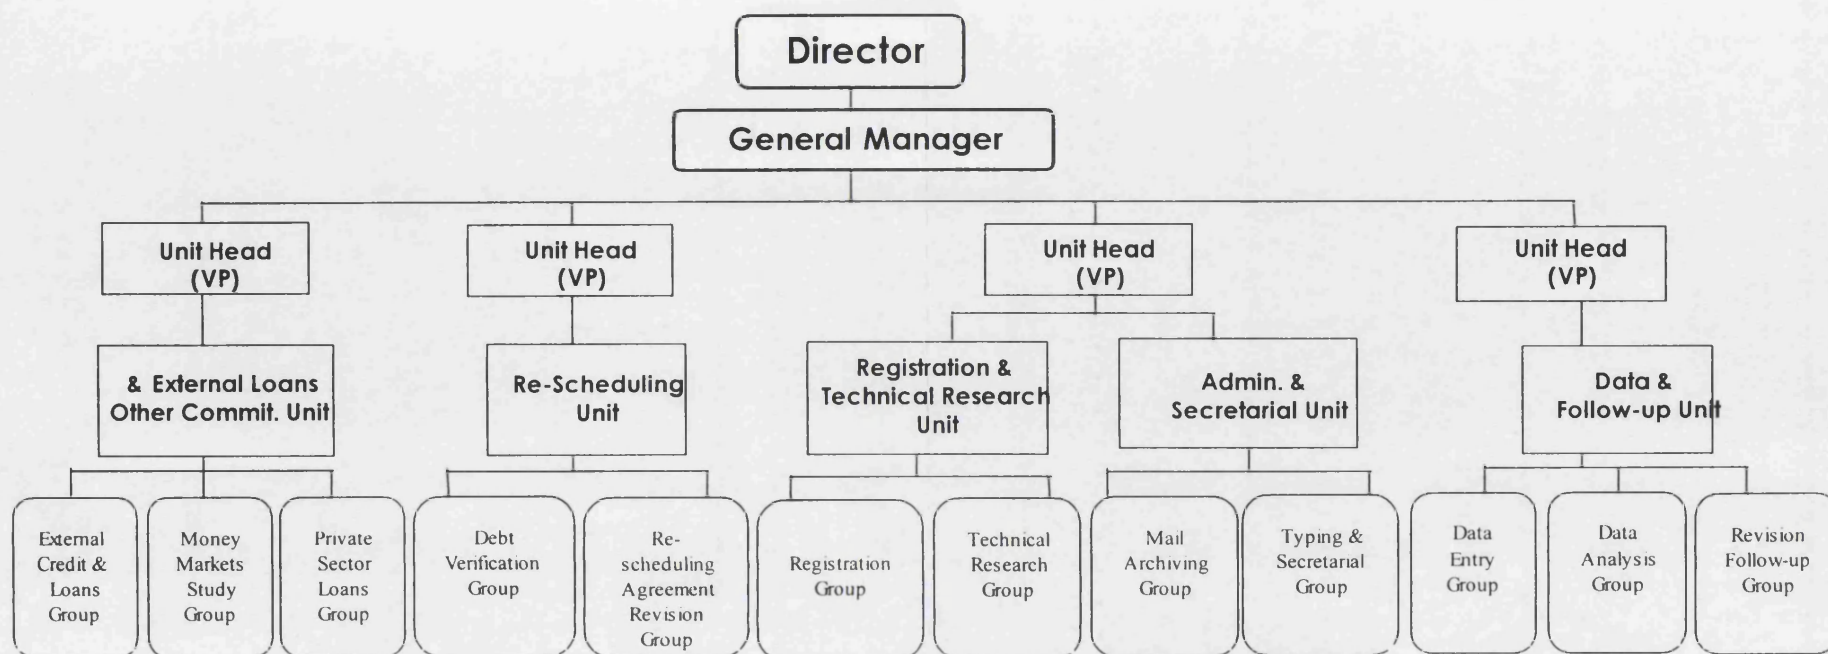 Director
General Manager
Unit Head
(VP)
Unit Head
(VP)
Unit Head
(VP)
Unit Head
(VP)
& External Loans
Other Commit. Unit
Re-Scheduling
Unit
Registration &
Technical Research
Unit
Admin. &
Secretarial Unit
Data &
Follow-up Unit
External
Credit &
Loans
Group
Money
Markets
Study
Group
Private
Sector
Loans
Group
Debt
Verification
Group
Re-
scheduling
Agreement
Revision
Group
Registration
Group
Technical
Research
Group
Mail
Archiving
Group
Typing &
Secretarial
Group
Data
Entry
Group
Data
Analysis
Group
Revision
Follow-up
Group